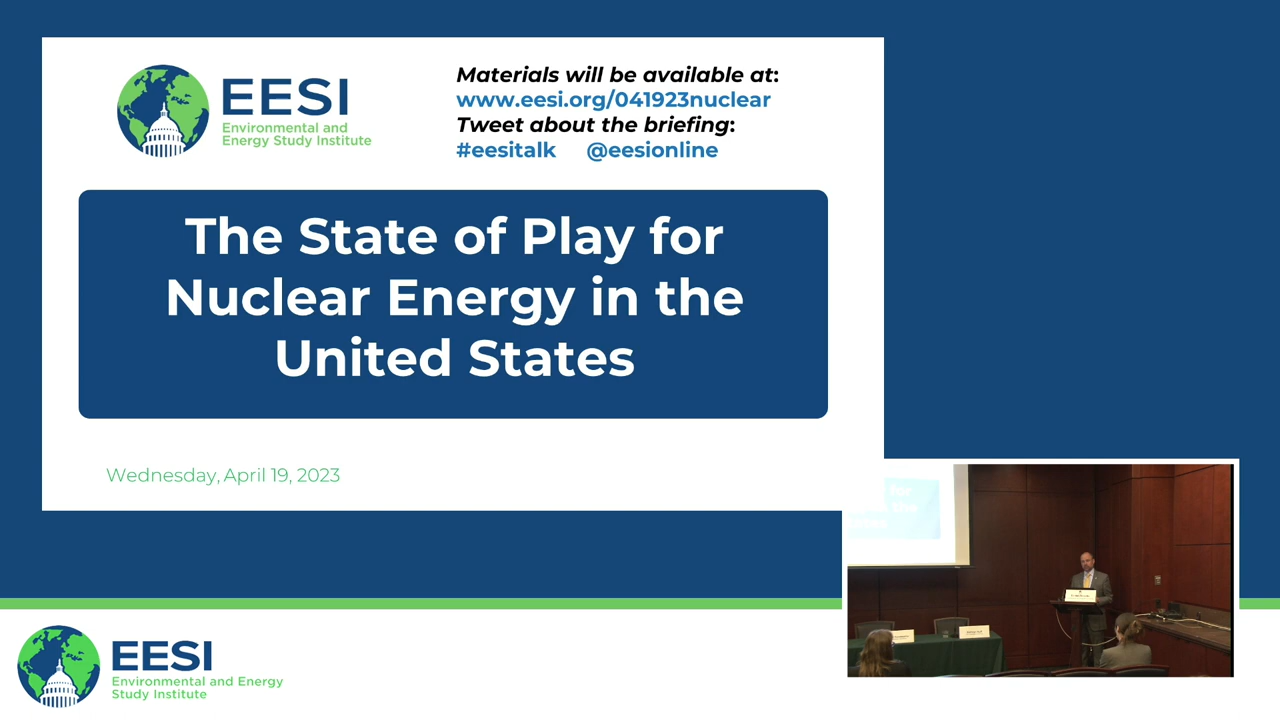 EESI
Environmental and
Energy Study Institute
Materials will be available at:
www.eesi.org/041923nuclear
Tweet about the briefing:
#eesitalk @eesionline
The State of Play for
Nuclear Energy in the
United States
Wednesday, April 19, 2023
EESI
Environmental and Energy
Study Institute